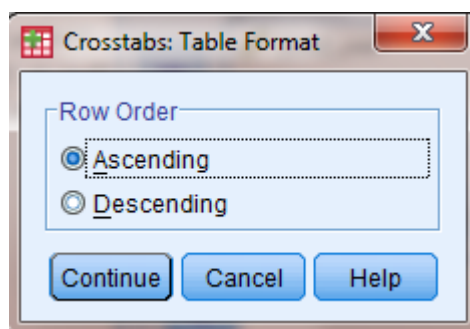 Crosstabs: Table Format
Row Order
Ascending
Descending
Continue Cancel Help